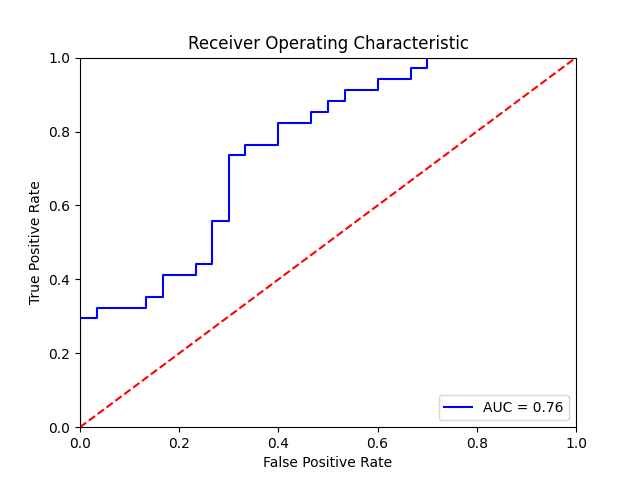 Receiver Operating Characteristic
1.0
0.8
0.6
0.4
0.2
0.0
True Positive Rate
AUC = 0.76
0.0 0.2 0.4 0.6 0.8 1.0
False Positive Rate